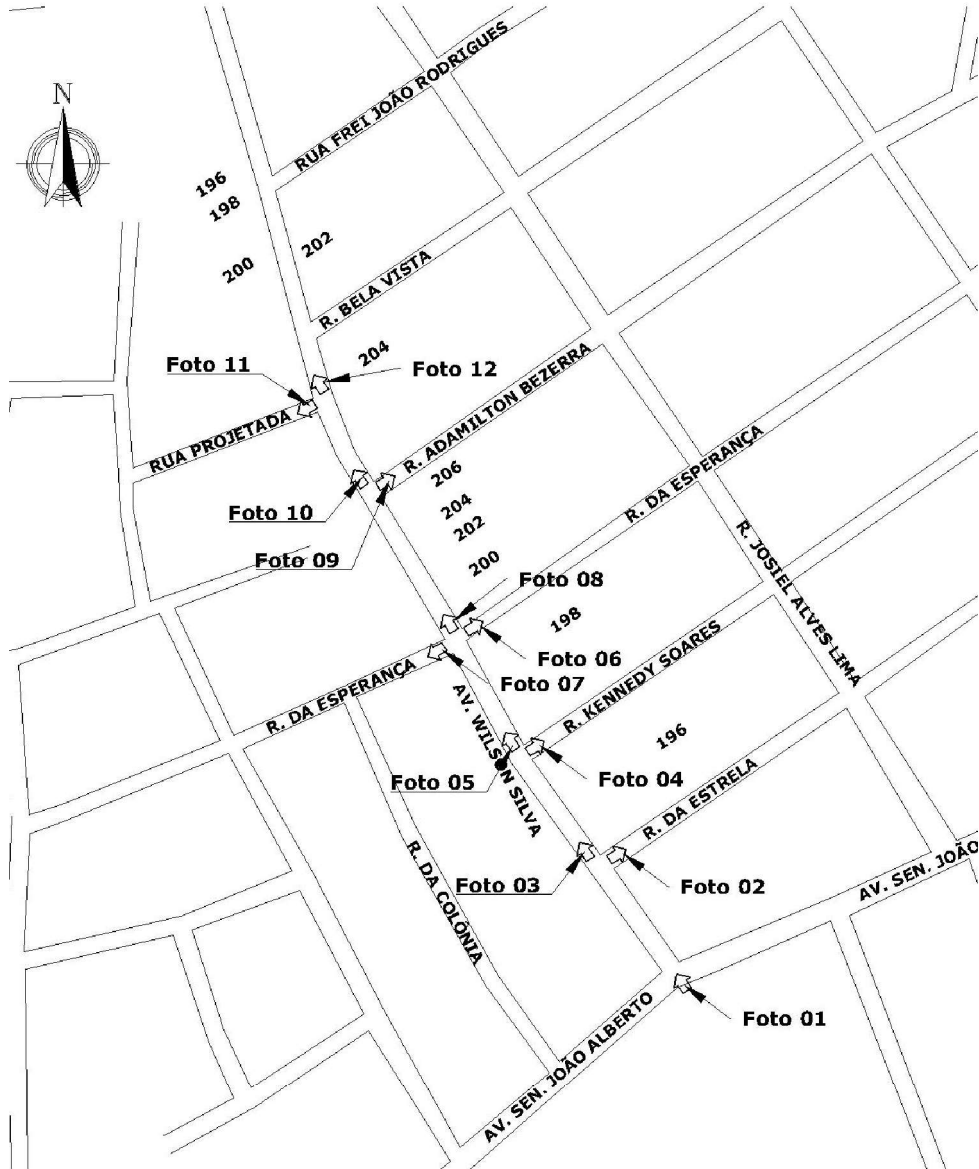 RUA FREI JOÃO RODRIGUES
N
196
198
202
200
R. BELA VISTA
204
Foto 11
Foto 12
R. ADAMILTON BEZERRA
RUA PROJETADA
206
R. DA ESPERANÇA
204
Foto 10
202
R. JOSIEL ALVES LIMA
Foto 09
200
Foto 08
198
R. KENNEDY SOARES
Foto 06
R. DA ESPERANÇA
Foto 07
AV. WILSON SILVA
196
Foto 05
Foto 04
R. DA ESTRELA
Foto 03
Foto 02
AV. SEN. JOÃO
R. DA COLÔNIA
Foto 01
AV. SEN. JOÃO ALBERTO